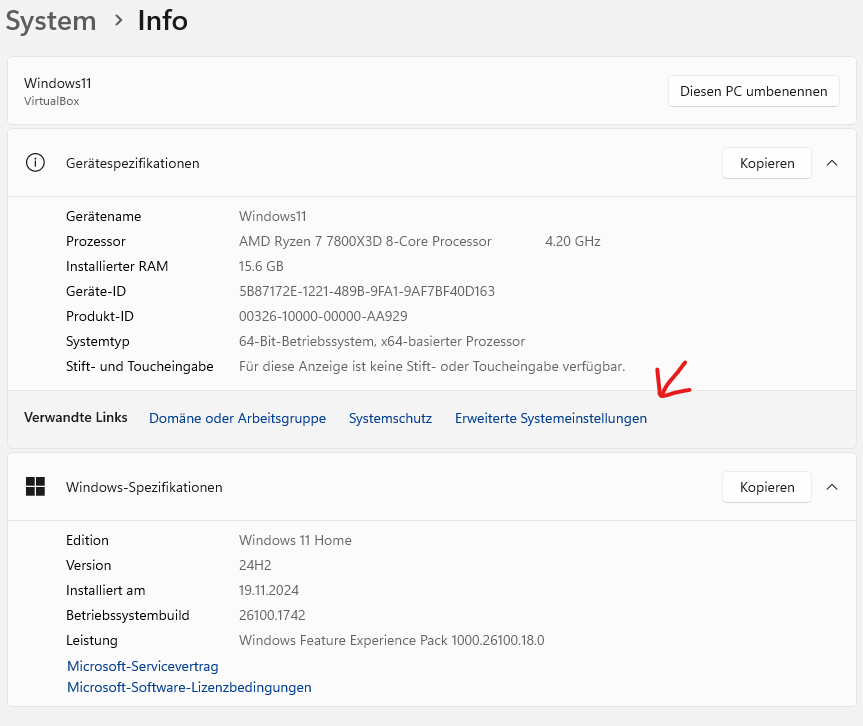 System > Info
Windows11
VirtualBox
Diesen PC umbenennen
Gerätespezifikationen
Kopieren
Gerätename Windows11
Prozessor AMD Ryzen 7 7800X3D 8-Core Processor 4.20 GHz
Installierter RAM 15.6 GB
Geräte-ID 5B87172E-1221-489B-9FA1-9AF7BF40D163
Produkt-ID 00326-10000-00000-AA929
Systemtyp 64-Bit-Betriebssystem, x64-basierter Prozessor
Stift- und Toucheingabe Für diese Anzeige ist keine Stift- oder Toucheingabe verfügbar.
Verwandte Links Domäne oder Arbeitsgruppe Systemschutz Erweiterte Systemeinstellungen
Windows-Spezifikationen
Kopieren
Edition Windows 11 Home
Version 24H2
Installiert am 19.11.2024
Betriebssystembuild 26100.1742
Leistung Windows Feature Experience Pack 1000.26100.18.0
Microsoft-Servicevertrag
Microsoft-Software-Lizenzbedingungen